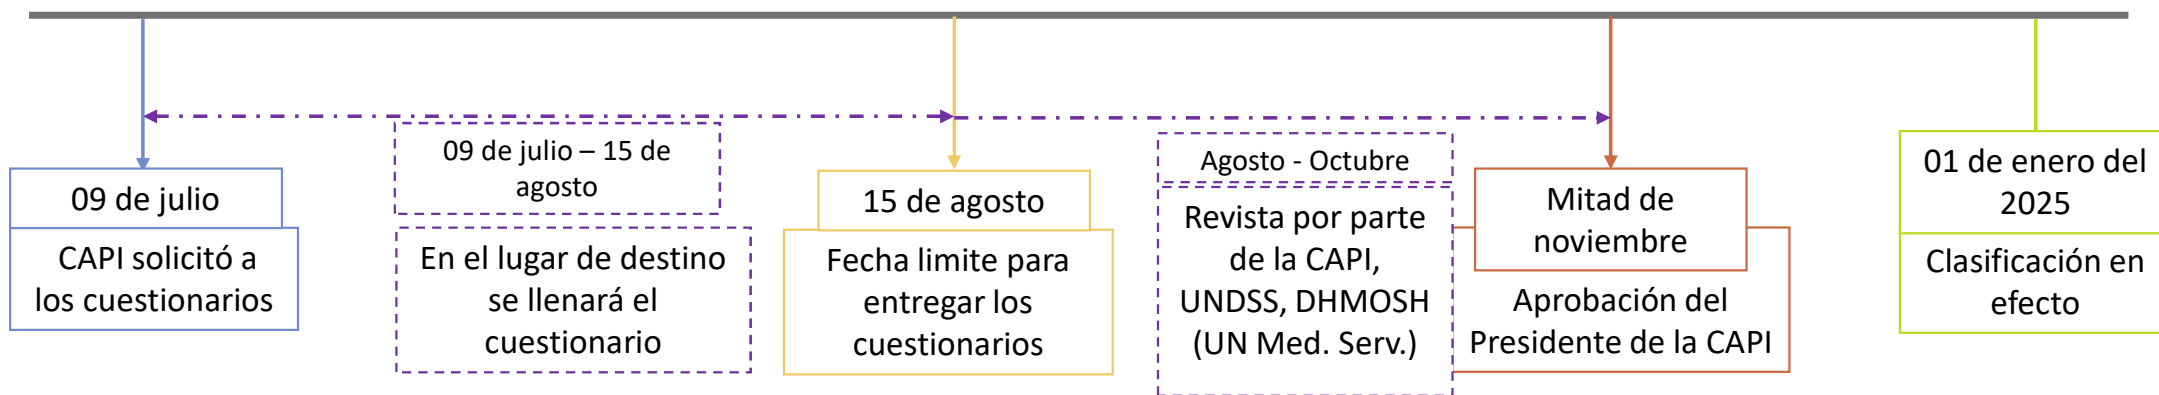 09 de julio
CAPI solicitó a
los cuestionarios
09 de julio – 15 de
agosto
En el lugar de destino
se llenará el
cuestionario
15 de agosto
Fecha limite para
entregar los
cuestionarios
Agosto - Octubre
Revista por parte
de la CAPI,
UNDSS, DHMOSH
(UN Med. Serv.)
Mitad de
noviembre
Aprobación del
Presidente de la CAPI
01 de enero del
2025
Clasificación en
efecto